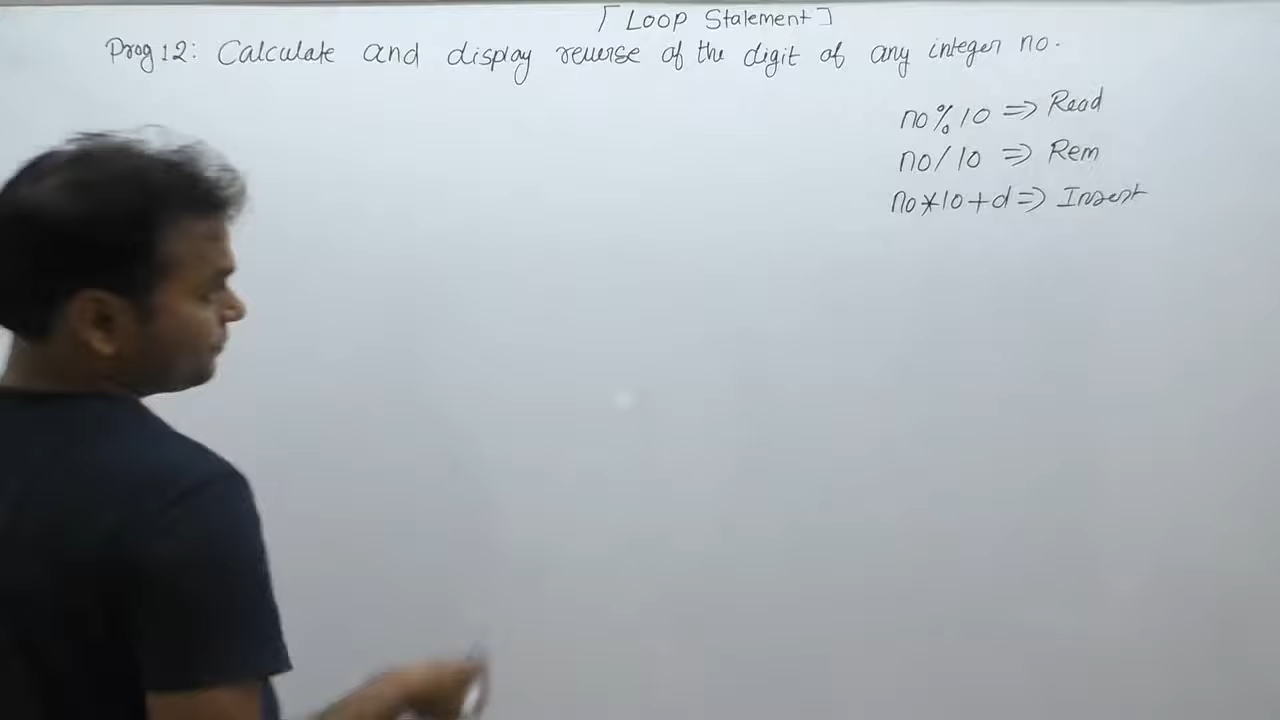 [Loop Statement]
Prog 12: Calculate and display reverse of the digit of any integer no.
no%10 => Read
no/10 => Rem
no*10+d => Insert